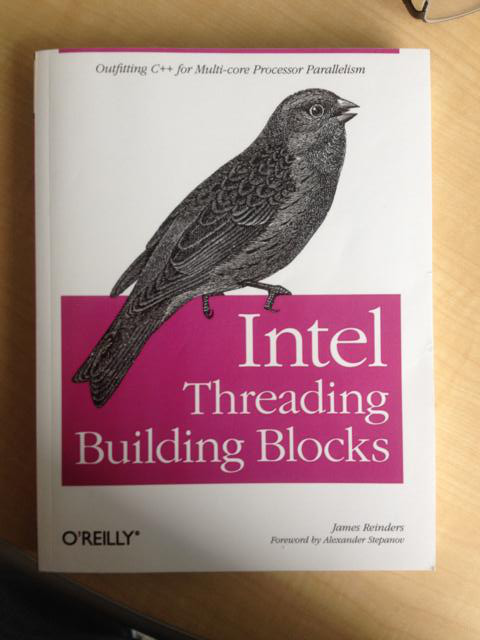 Outfitting C++ for Multi-core Processor Parallelism
Intel
Threading
Building Blocks
James Reinders
Foreword by Alexander Stepanov
O'REILLY®